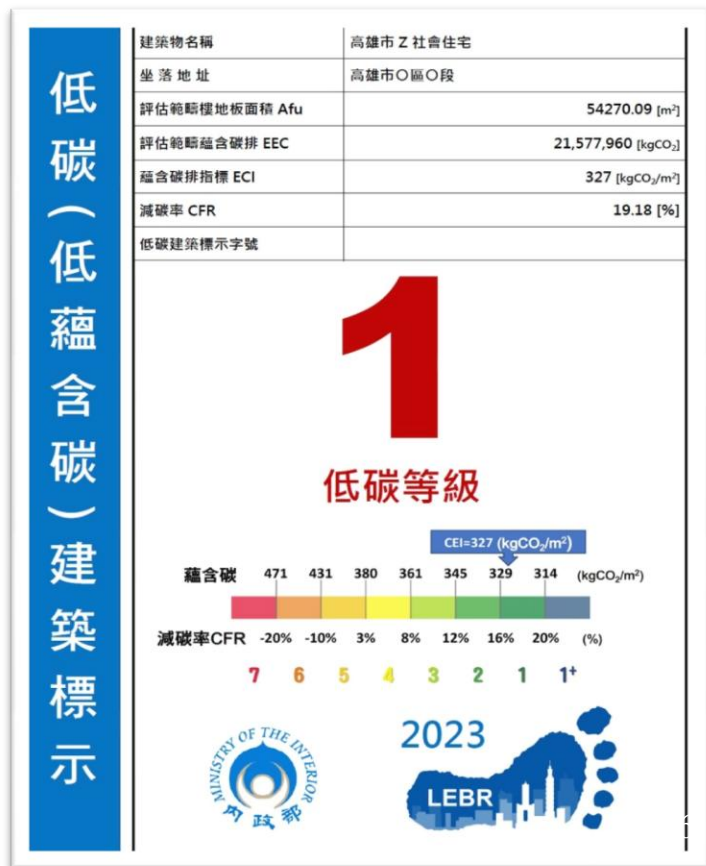 低碳(低蘊含碳)建築標示
建築物名稱 高雄市 Z 社會住宅
坐落地址 高雄市〇區〇段
評估範疇樓地板面積 Afu 54270.09 [m²]
評估範疇蘊含碳排 EEC 21,577,960 [kgCO₂]
蘊含碳排指標 ECI 327 [kgCO₂/m²]
減碳率 CFR 19.18 [%]
低碳建築標示字號
1
低碳等級
CEI=327 (kgCO₂/m²)
蘊含碳 471 431 380 361 345 329 314 (kgCO₂/m²)
減碳率CFR -20% -10% 3% 8% 12% 16% 20% (%)
7 6 5 4 3 2 1 1⁺
MINISTRY OF THE INTERIOR
內政部
2023
LEBR